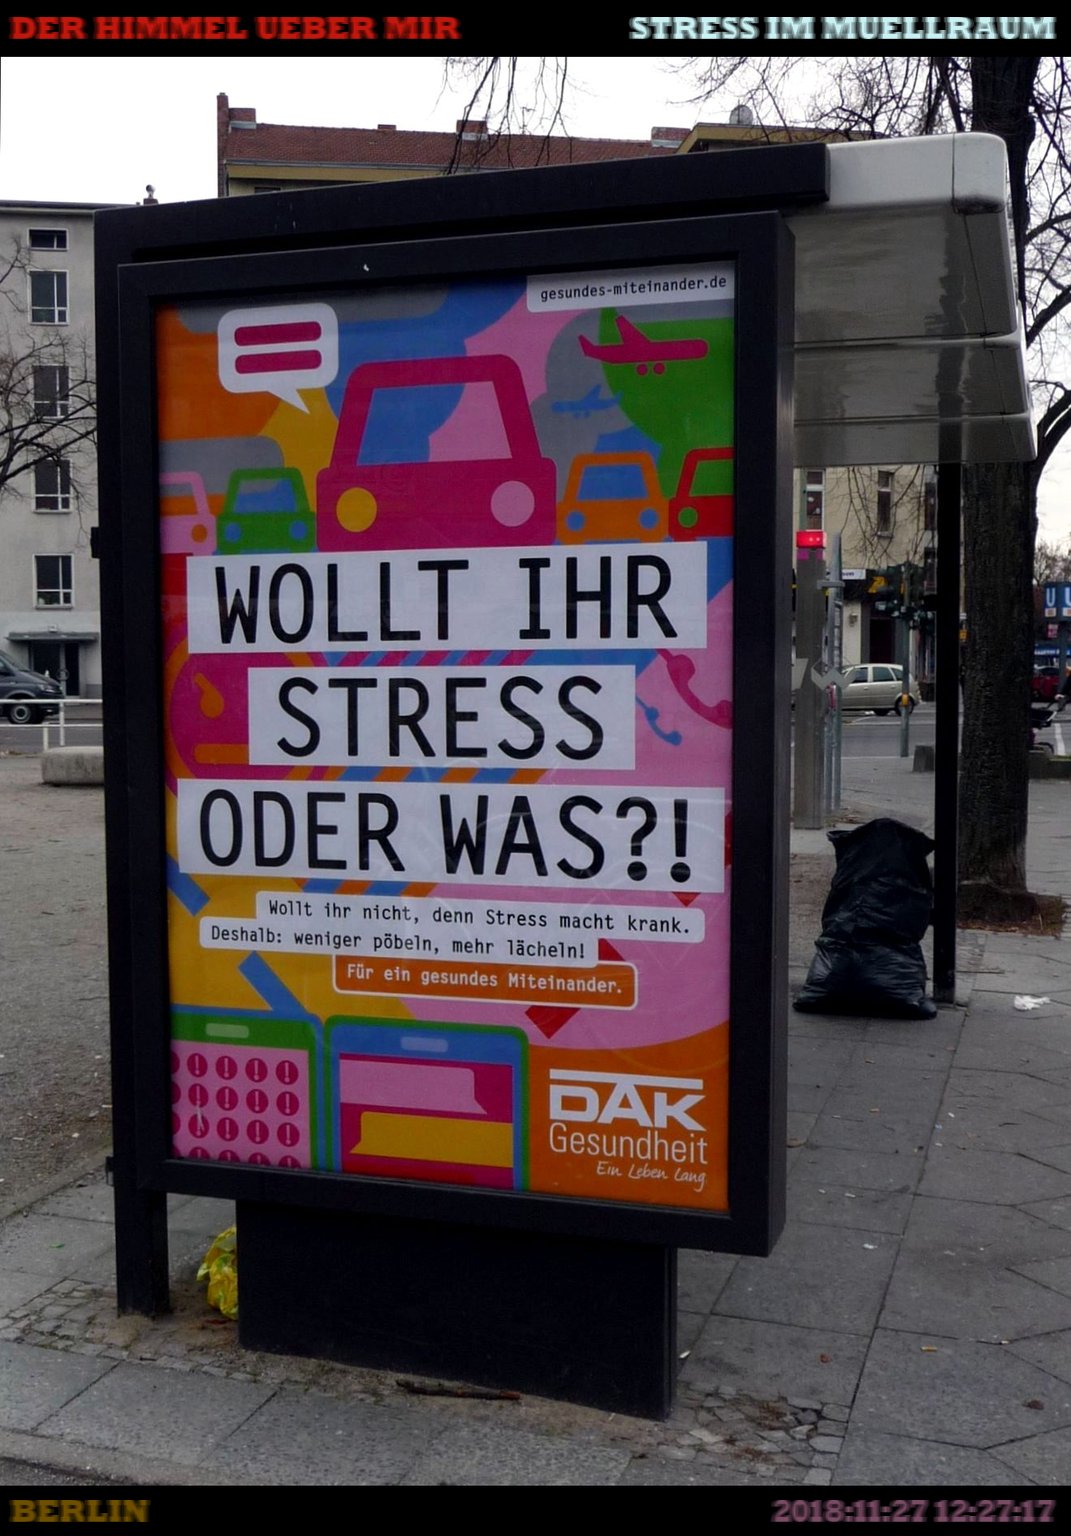 DER HIMMEL UEBER MIR
STRESS IM MUELLRAUM
gesundes-miteinander.de
WOLLT IHR
STRESS
ODER WAS?!
Wollt ihr nicht, denn Stress macht krank.
Deshalb: weniger pöbeln, mehr lächeln!
Für ein gesundes Miteinander.
DAK
Gesundheit
Ein Leben lang
U
BERLIN
2018:11:27 12:27:17